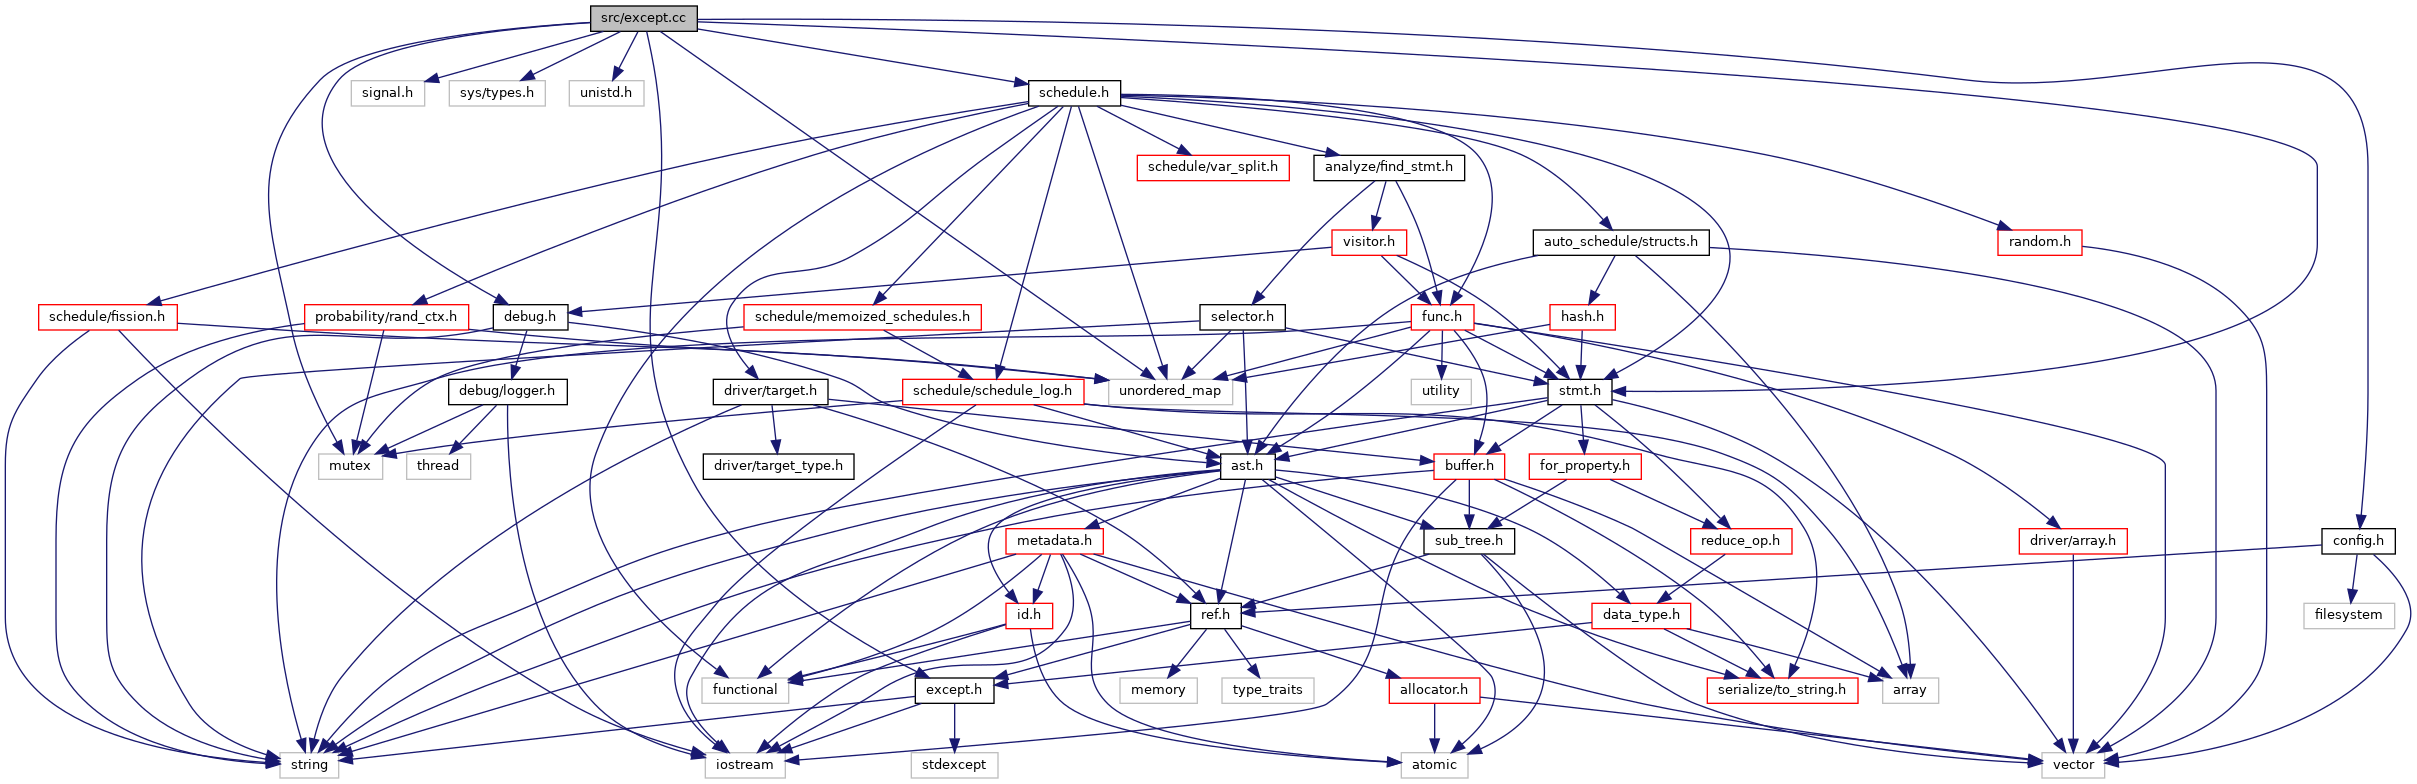 src/except.cc
signal.h
sys/types.h
unistd.h
schedule.h
schedule/var_split.h
analyze/find_stmt.h
visitor.h
auto_schedule/structs.h
random.h
schedule/fission.h
probability/rand_ctx.h
debug.h
schedule/memoized_schedules.h
selector.h
func.h
hash.h
debug/logger.h
driver/target.h
schedule/schedule_log.h
unordered_map
utility
stmt.h
mutex
thread
driver/target_type.h
ast.h
buffer.h
for_property.h
metadata.h
sub_tree.h
reduce_op.h
driver/array.h
config.h
id.h
ref.h
data_type.h
filesystem
functional
except.h
memory
type_traits
allocator.h
serialize/to_string.h
array
string
iostream
stdexcept
atomic
vector